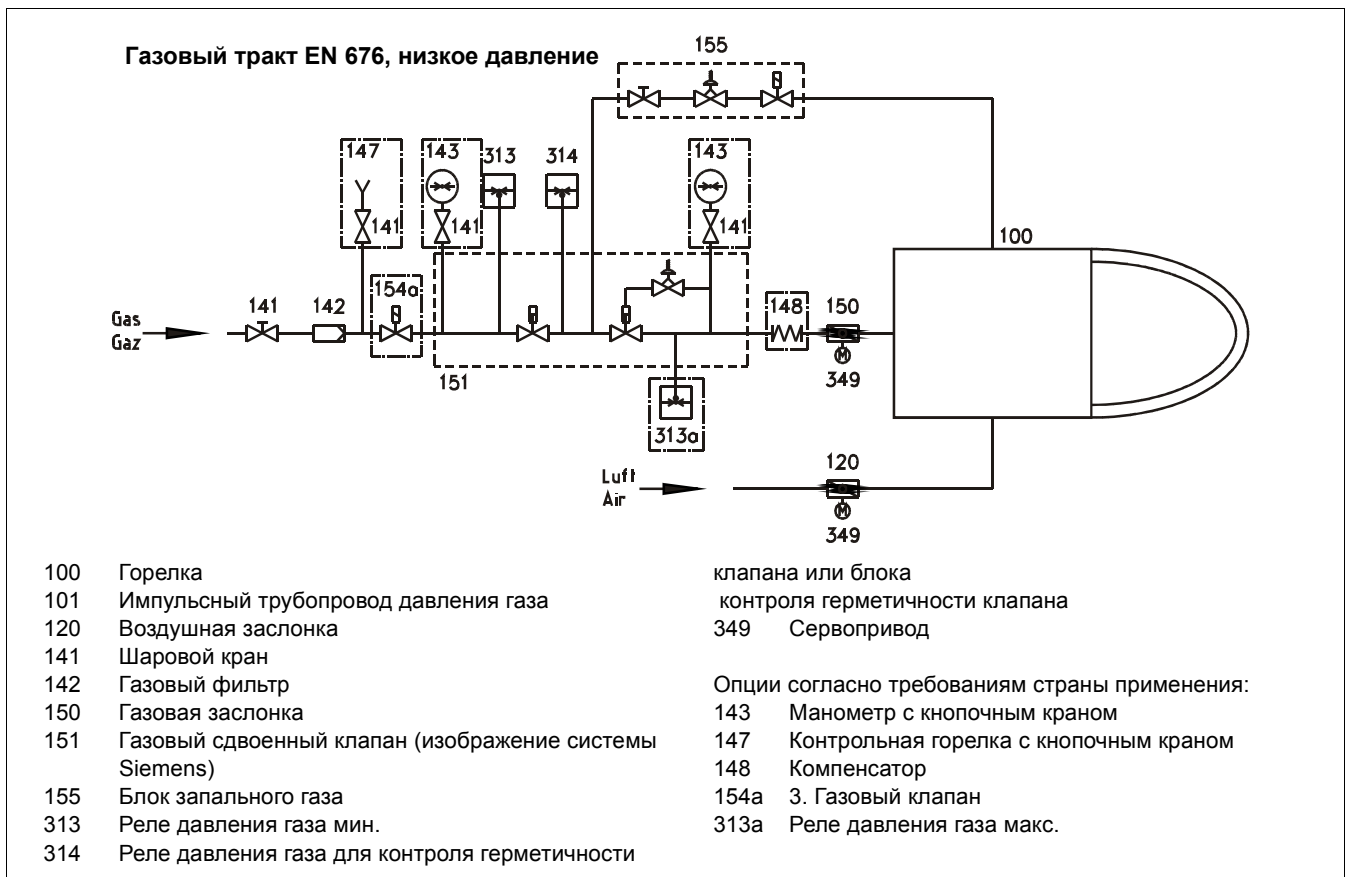 Газовый тракт EN 676, низкое давление
155
147
143
313
314
143
141
141
141
100
141
142
154a
148
150
Gas
Gaz
151
349
313a
Luft
Air
120
349
100 Горелка
101 Импульсный трубопровод давления газа
120 Воздушная заслонка
141 Шаровой кран
142 Газовый фильтр
150 Газовая заслонка
151 Газовый сдвоенный клапан (изображение системы
Siemens)
155 Блок запального газа
313 Реле давления газа мин.
314 Реле давления газа для контроля герметичности
клапана или блока
контроля герметичности клапана
349 Сервопривод
Опции согласно требованиям страны применения:
143 Манометр с кнопочным краном
147 Контрольная горелка с кнопочным краном
148 Компенсатор
154a 3. Газовый клапан
313a Реле давления газа макс.